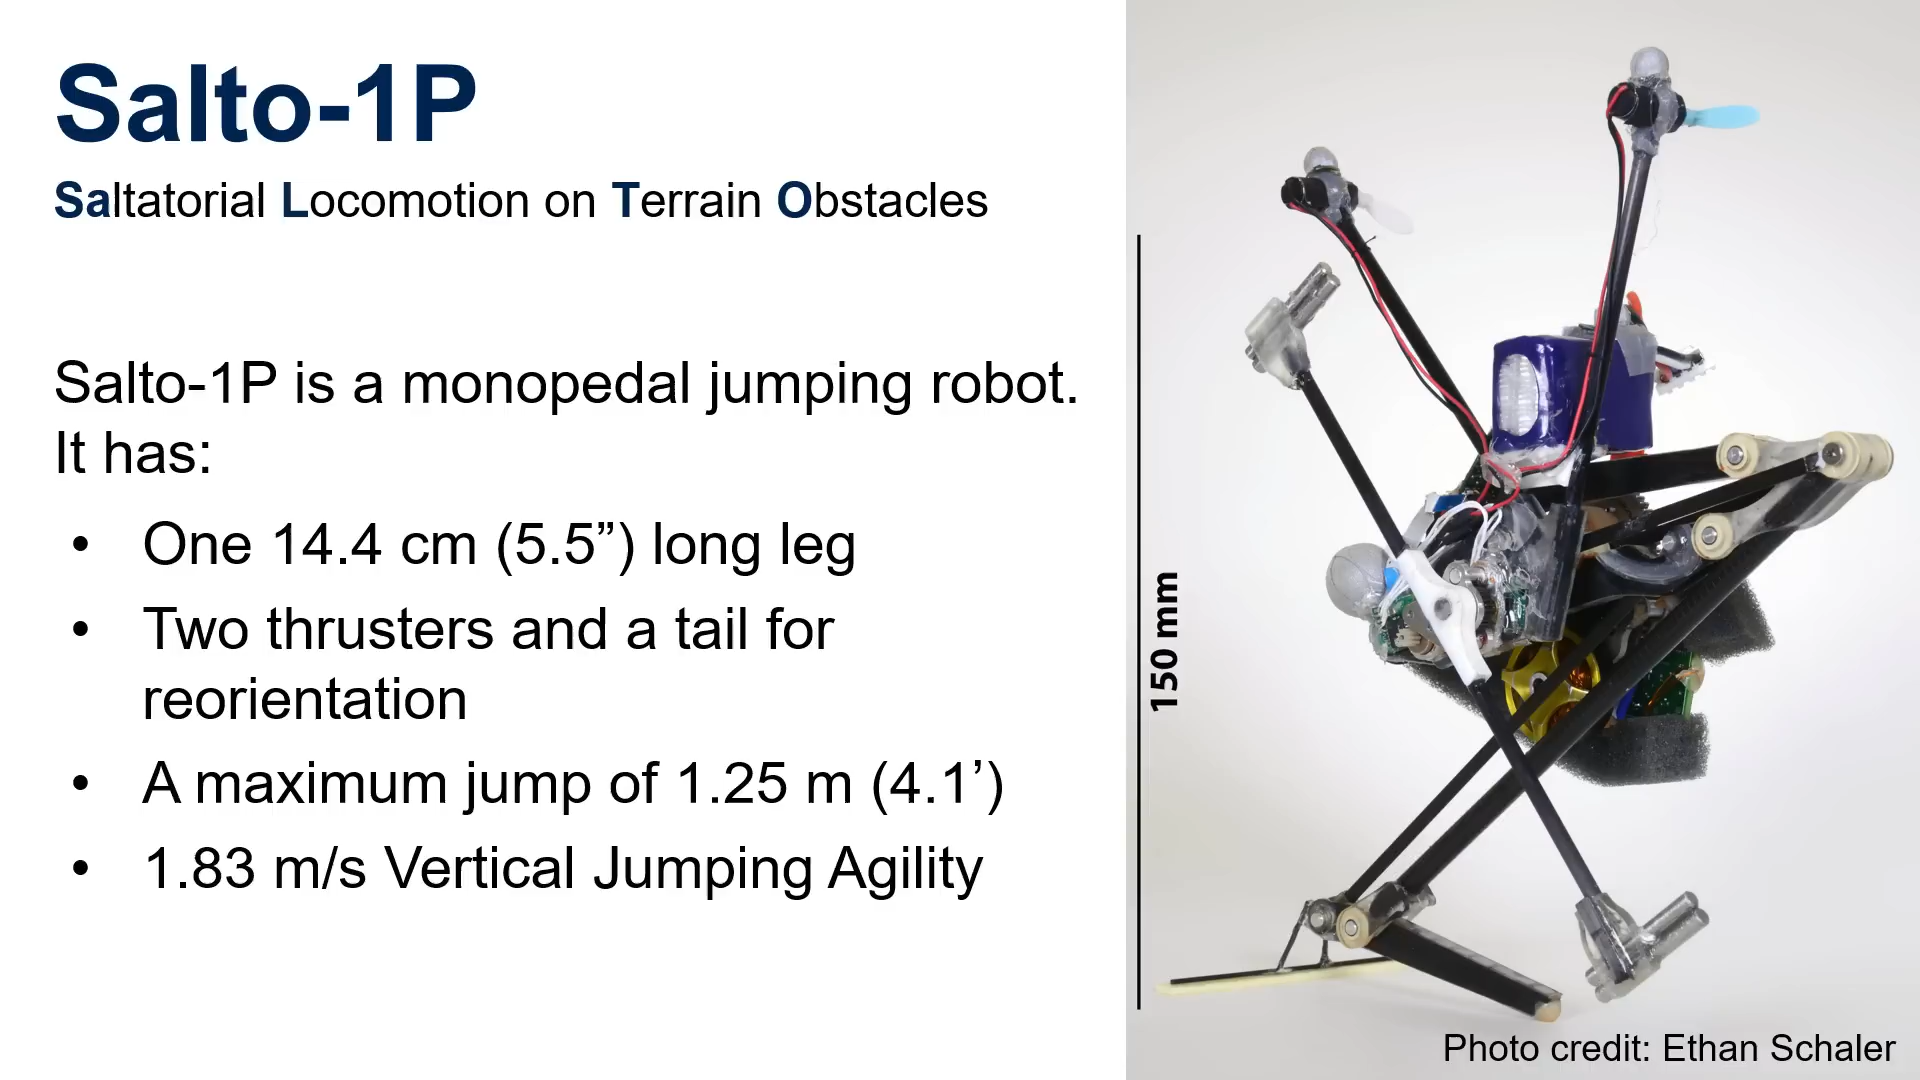 Salto-1P
Saltatorial Locomotion on Terrain Obstacles
Salto-1P is a monopedal jumping robot.
It has:
• One 14.4 cm (5.5”) long leg
• Two thrusters and a tail for
reorientation
• A maximum jump of 1.25 m (4.1’)
• 1.83 m/s Vertical Jumping Agility
150 mm
Photo credit: Ethan Schaler